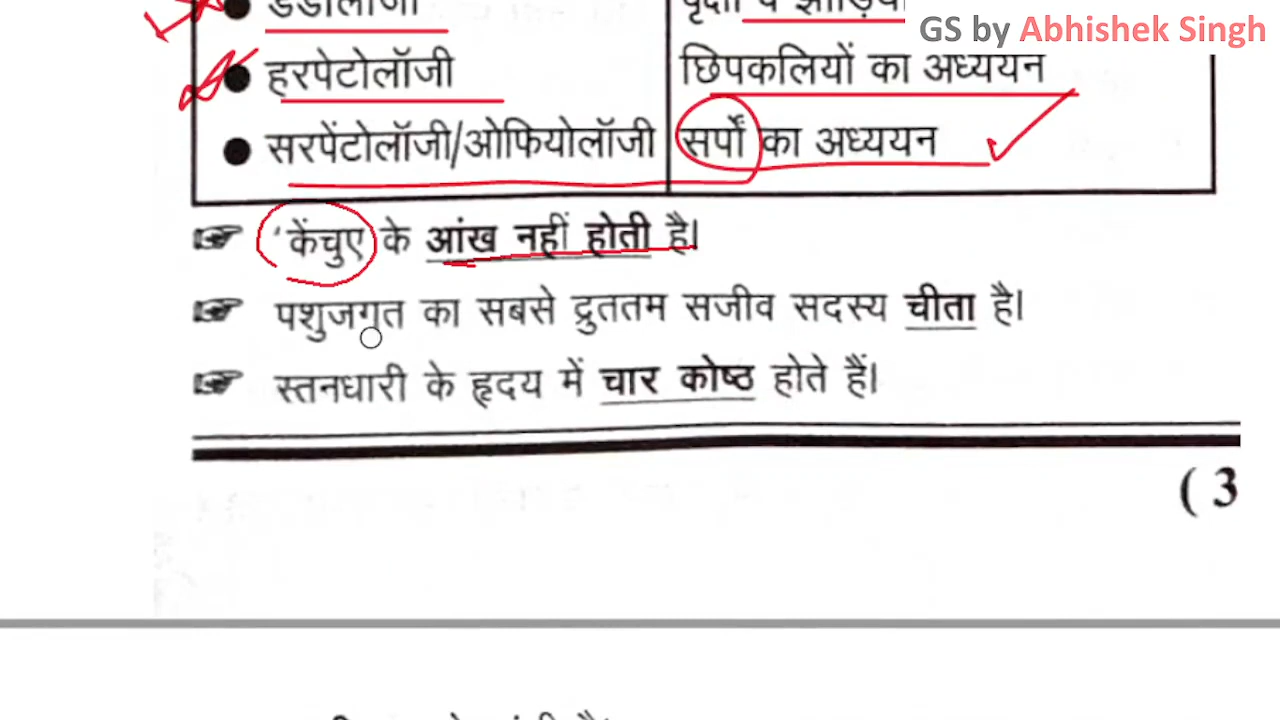 डेंड्रोलॉजी
GS by Abhishek Singh
हरपेटोलॉजी छिपकलियों का अध्ययन
सरपेंटोलॉजी/ओफियोलॉजी सर्पों का अध्ययन
केंचुए के आंख नहीं होती है।
पशुजगत का सबसे द्रुततम सजीव सदस्य चीता है।
स्तनधारी के हृदय में चार कोष्ठ होते हैं।
( 3